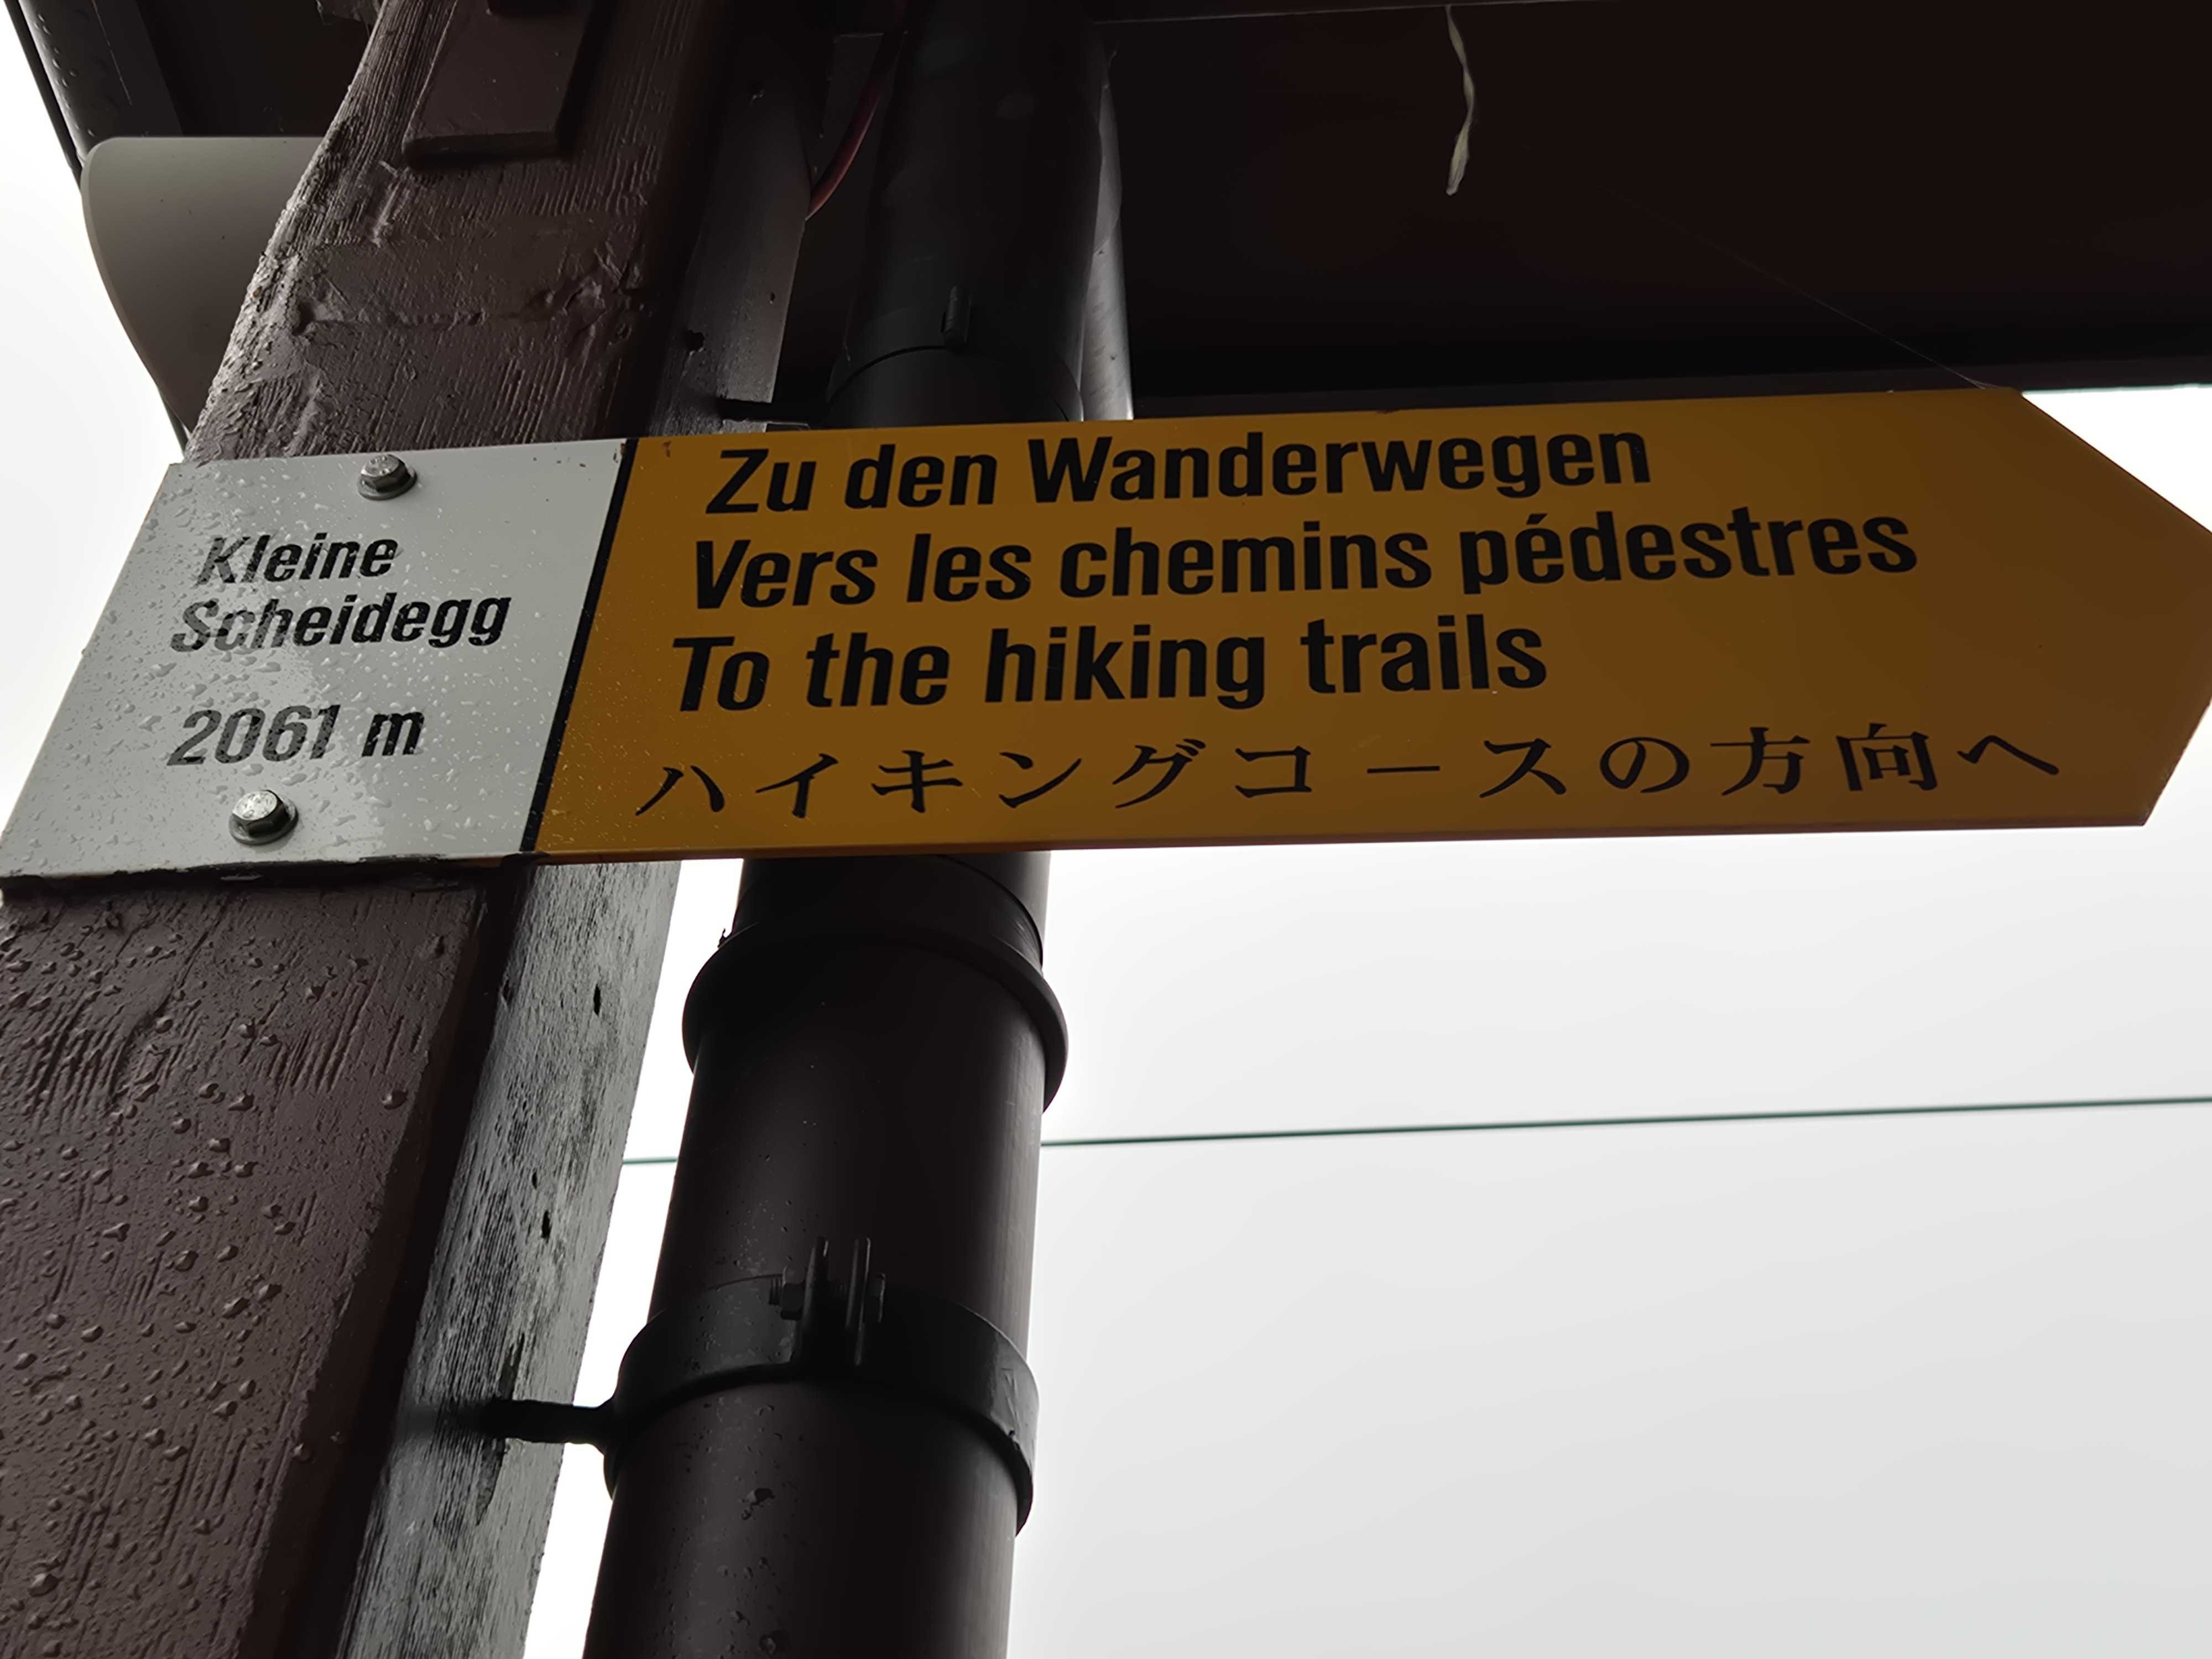 Kleine
Scheidegg
2061 m
Zu den Wanderwegen
Vers les chemins pédestres
To the hiking trails
ハイキングコースの方向へ